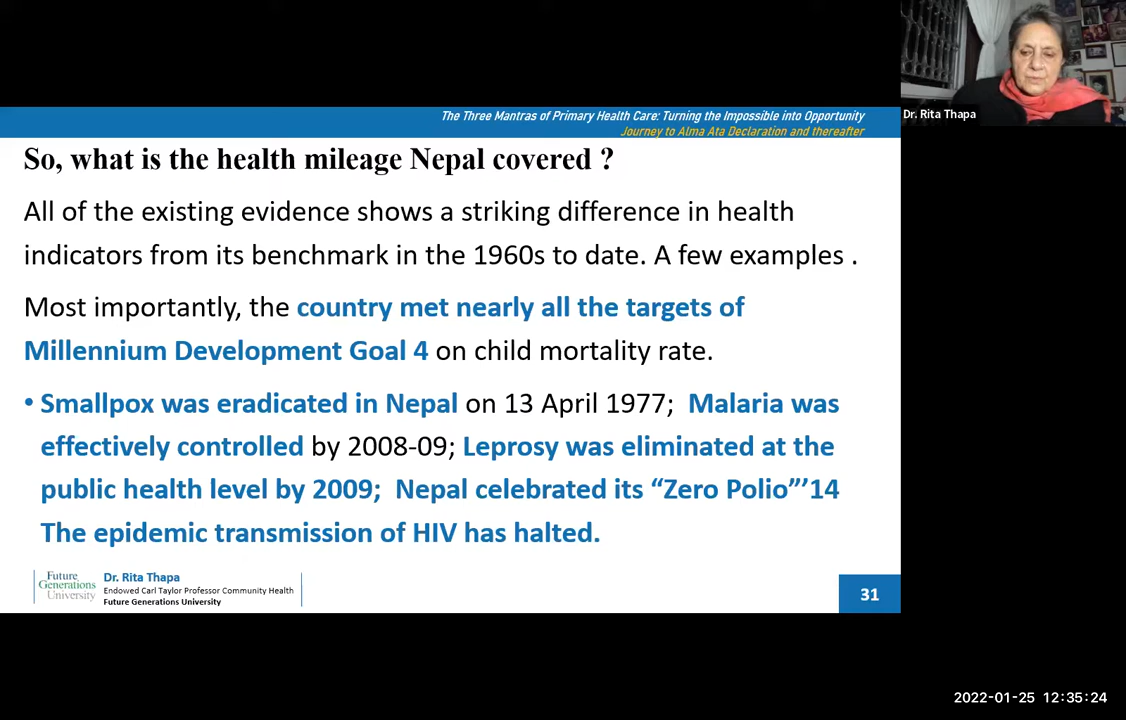 The Three Mantras of Primary Health Care: Turning the Impossible into Opportunity
Journey to Alma Ata Declaration and thereafter
Dr. Rita Thapa
So, what is the health mileage Nepal covered ?
All of the existing evidence shows a striking difference in health
indicators from its benchmark in the 1960s to date. A few examples .
Most importantly, the country met nearly all the targets of
Millennium Development Goal 4 on child mortality rate.
• Smallpox was eradicated in Nepal on 13 April 1977; Malaria was
effectively controlled by 2008-09; Leprosy was eliminated at the
public health level by 2009; Nepal celebrated its “Zero Polio”’14
The epidemic transmission of HIV has halted.
Future
Generations
University
Dr. Rita Thapa
Endowed Carl Taylor Professor Community Health
Future Generations University
31
2022-01-25 12:35:24